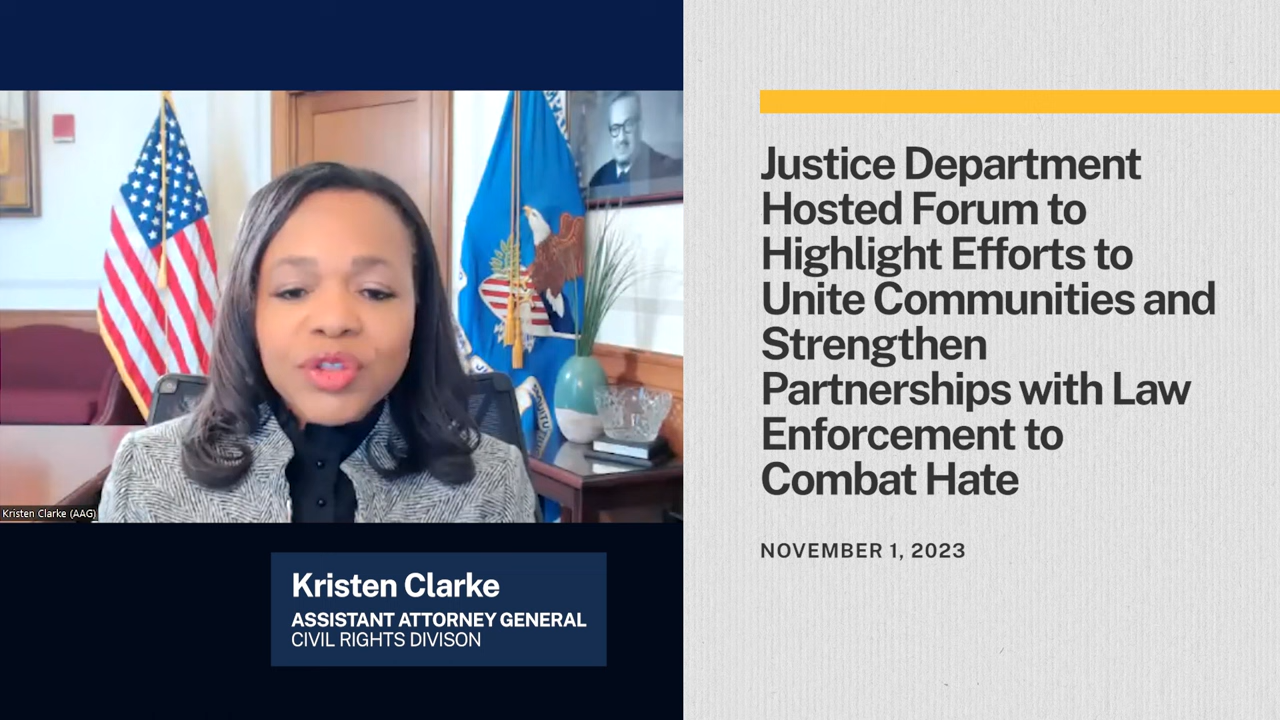 Kristen Clarke (AAG)
Kristen Clarke
ASSISTANT ATTORNEY GENERAL
CIVIL RIGHTS DIVISON
Justice Department
Hosted Forum to
Highlight Efforts to
Unite Communities and
Strengthen
Partnerships with Law
Enforcement to
Combat Hate
NOVEMBER 1, 2023